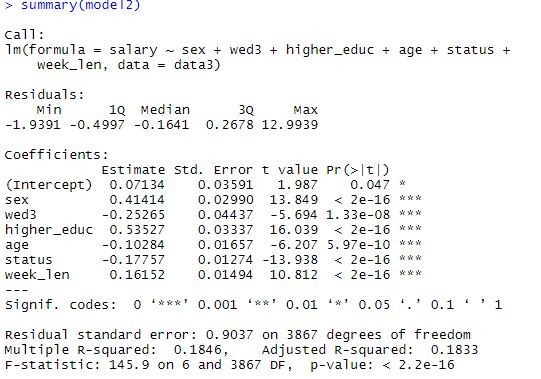 > summary(model2)
Call:
lm(formula = salary ~ sex + wed3 + higher_educ + age + status +
    week_len, data = data3)
Residuals:
    Min      1Q  Median      3Q     Max
-1.9391 -0.4997 -0.1641  0.2678 12.9939
Coefficients:
            Estimate Std. Error t value Pr(>|t|)
(Intercept)  0.07134    0.03591   1.987    0.047 *
sex          0.41414    0.02990  13.849  < 2e-16 ***
wed3        -0.25265    0.04437  -5.694 1.33e-08 ***
higher_educ  0.53527    0.03337  16.039  < 2e-16 ***
age         -0.10284    0.01657  -6.207 5.97e-10 ***
status      -0.17757    0.01274 -13.938  < 2e-16 ***
week_len     0.16152    0.01494  10.812  < 2e-16 ***
---
Signif. codes:  0 ‘***’ 0.001 ‘**’ 0.01 ‘*’ 0.05 ‘.’ 0.1 ‘ ’ 1
Residual standard error: 0.9037 on 3867 degrees of freedom
Multiple R-squared:  0.1846,    Adjusted R-squared:  0.1833
F-statistic: 145.9 on 6 and 3867 DF,  p-value: < 2.2e-16